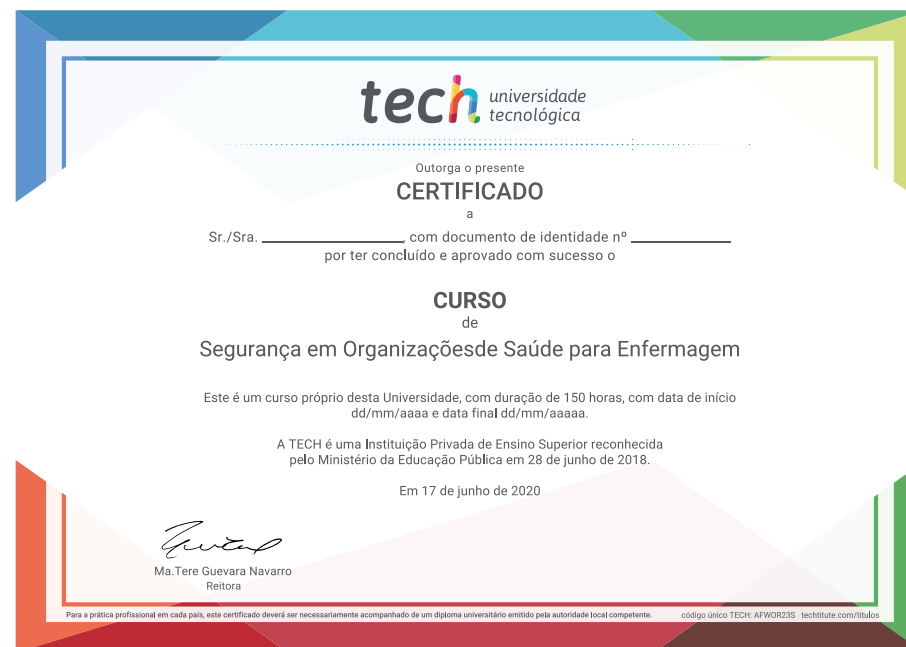 tech universidade
tecnológica
Outorga o presente
CERTIFICADO
a
Sr./Sra. ____________________, com documento de identidade nº ______________
por ter concluído e aprovado com sucesso o
CURSO
de
Segurança em Organizaçõesde Saúde para Enfermagem
Este é um curso próprio desta Universidade, com duração de 150 horas, com data de início
dd/mm/aaaa e data final dd/mm/aaaaa.
A TECH é uma Instituição Privada de Ensino Superior reconhecida
pelo Ministério da Educação Pública em 28 de junho de 2018.
Em 17 de junho de 2020
Ma.Tere Guevara Navarro
Reitora
Para a prática profissional em cada país, este certificado deverá ser necessariamente acompanhado de um diploma universitário emitido pela autoridade local competente. código único TECH: AFWOR23S techtitute.com/titulos